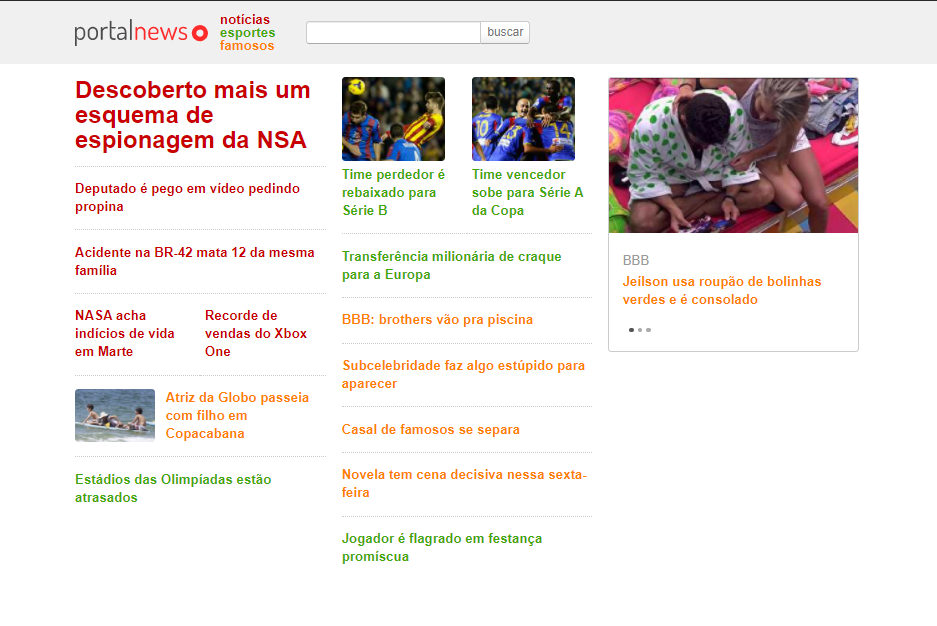 portalnews
notícias
esportes
famosos
buscar
Descoberto mais um
esquema de
espionagem da NSA
Deputado é pego em vídeo pedindo
propina
Acidente na BR-42 mata 12 da mesma
família
NASA acha
indícios de vida
em Marte
Recorde de
vendas do Xbox
One
Atriz da Globo passeia
com filho em
Copacabana
Estádios das Olimpíadas estão
atrasados
Time perdedor é
rebaixado para
Série B
Time vencedor
sobe para Série A
da Copa
Transferência milionária de craque
para a Europa
BBB: brothers vão pra piscina
Subcelebridade faz algo estúpido para
aparecer
Casal de famosos se separa
Novela tem cena decisiva nessa sexta-
feira
Jogador é flagrado em festança
promíscua
BBB
Jeílson usa roupão de bolinhas
verdes e é consolado